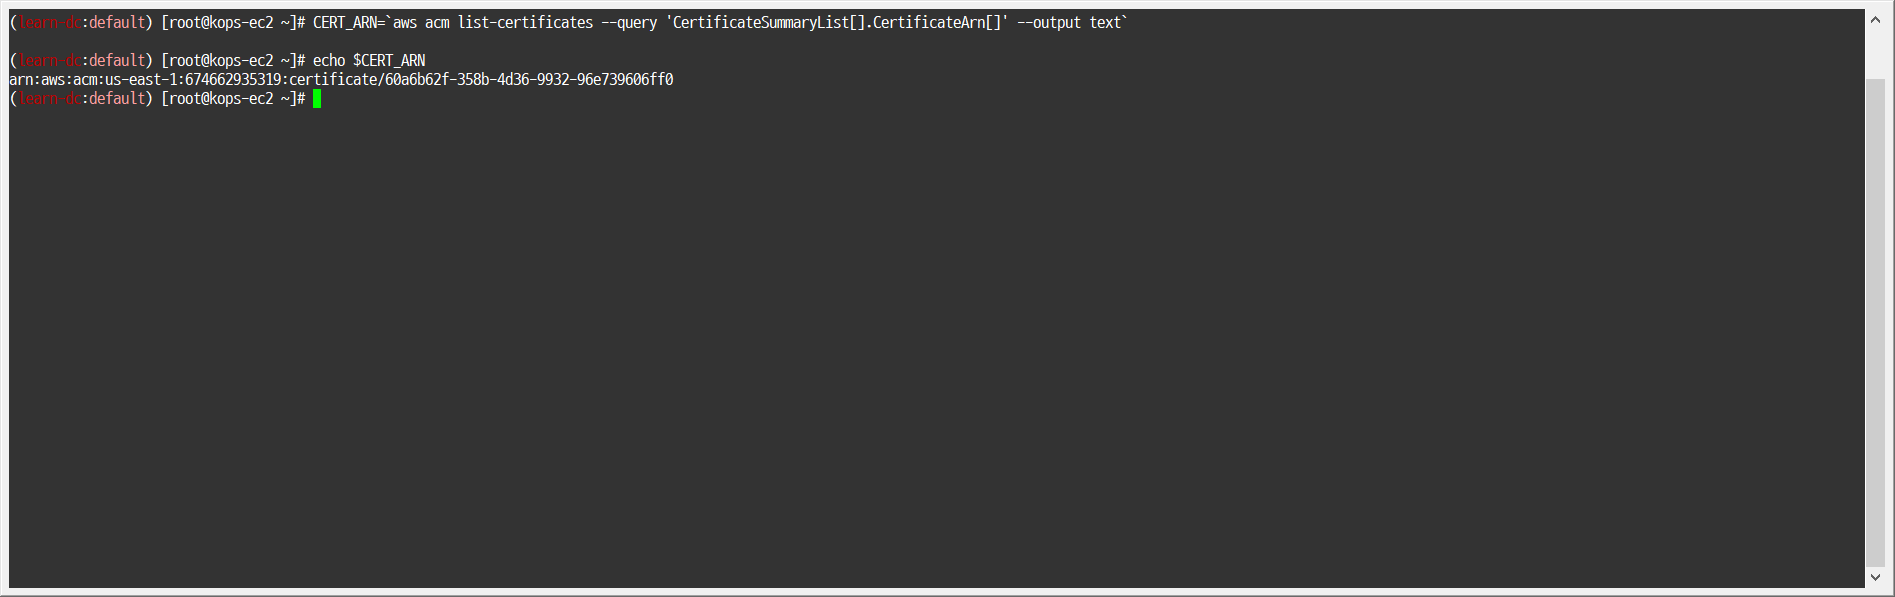 (learn-dc:default) [root@kops-ec2 ~]# CERT_ARN=`aws acm list-certificates --query 'CertificateSummaryList[].CertificateArn[]' --output text`
(learn-dc:default) [root@kops-ec2 ~]# echo $CERT_ARN
arn:aws:acm:us-east-1:674662935319:certificate/60a6b62f-358b-4d36-9932-96e739606ff0
(learn-dc:default) [root@kops-ec2 ~]#